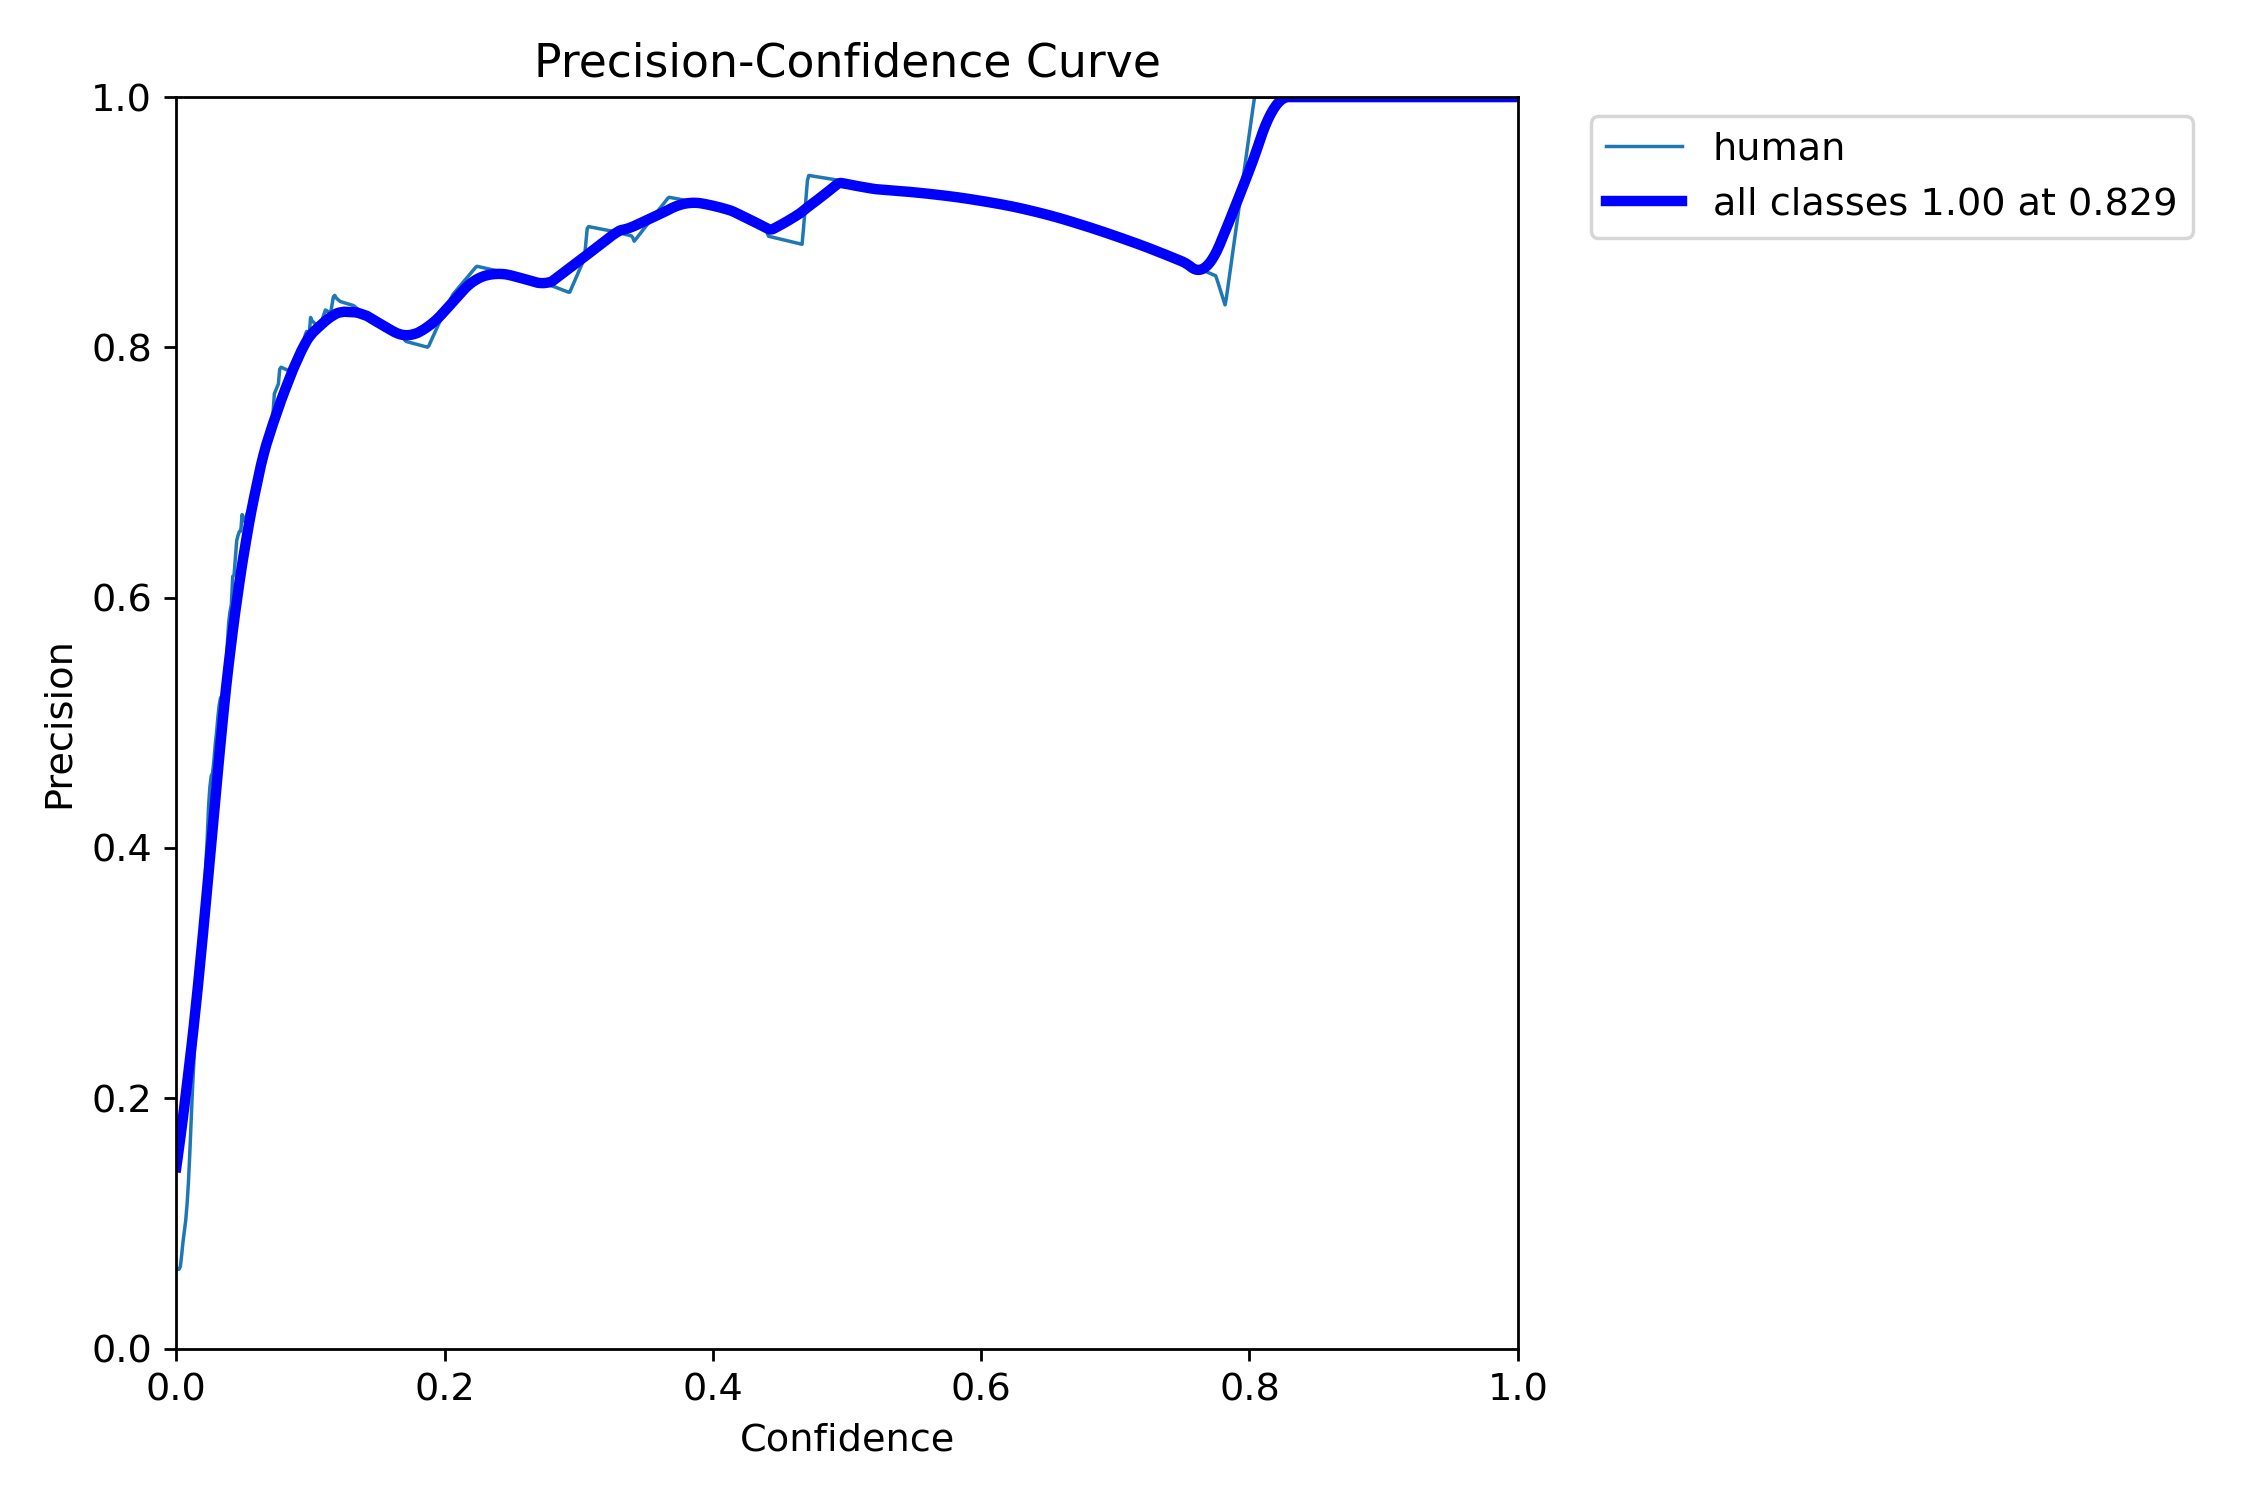 Precision-Confidence Curve
1.0
0.8
0.6
0.4
0.2
0.0
Precision
0.0 0.2 0.4 0.6 0.8 1.0
Confidence
human
all classes 1.00 at 0.829